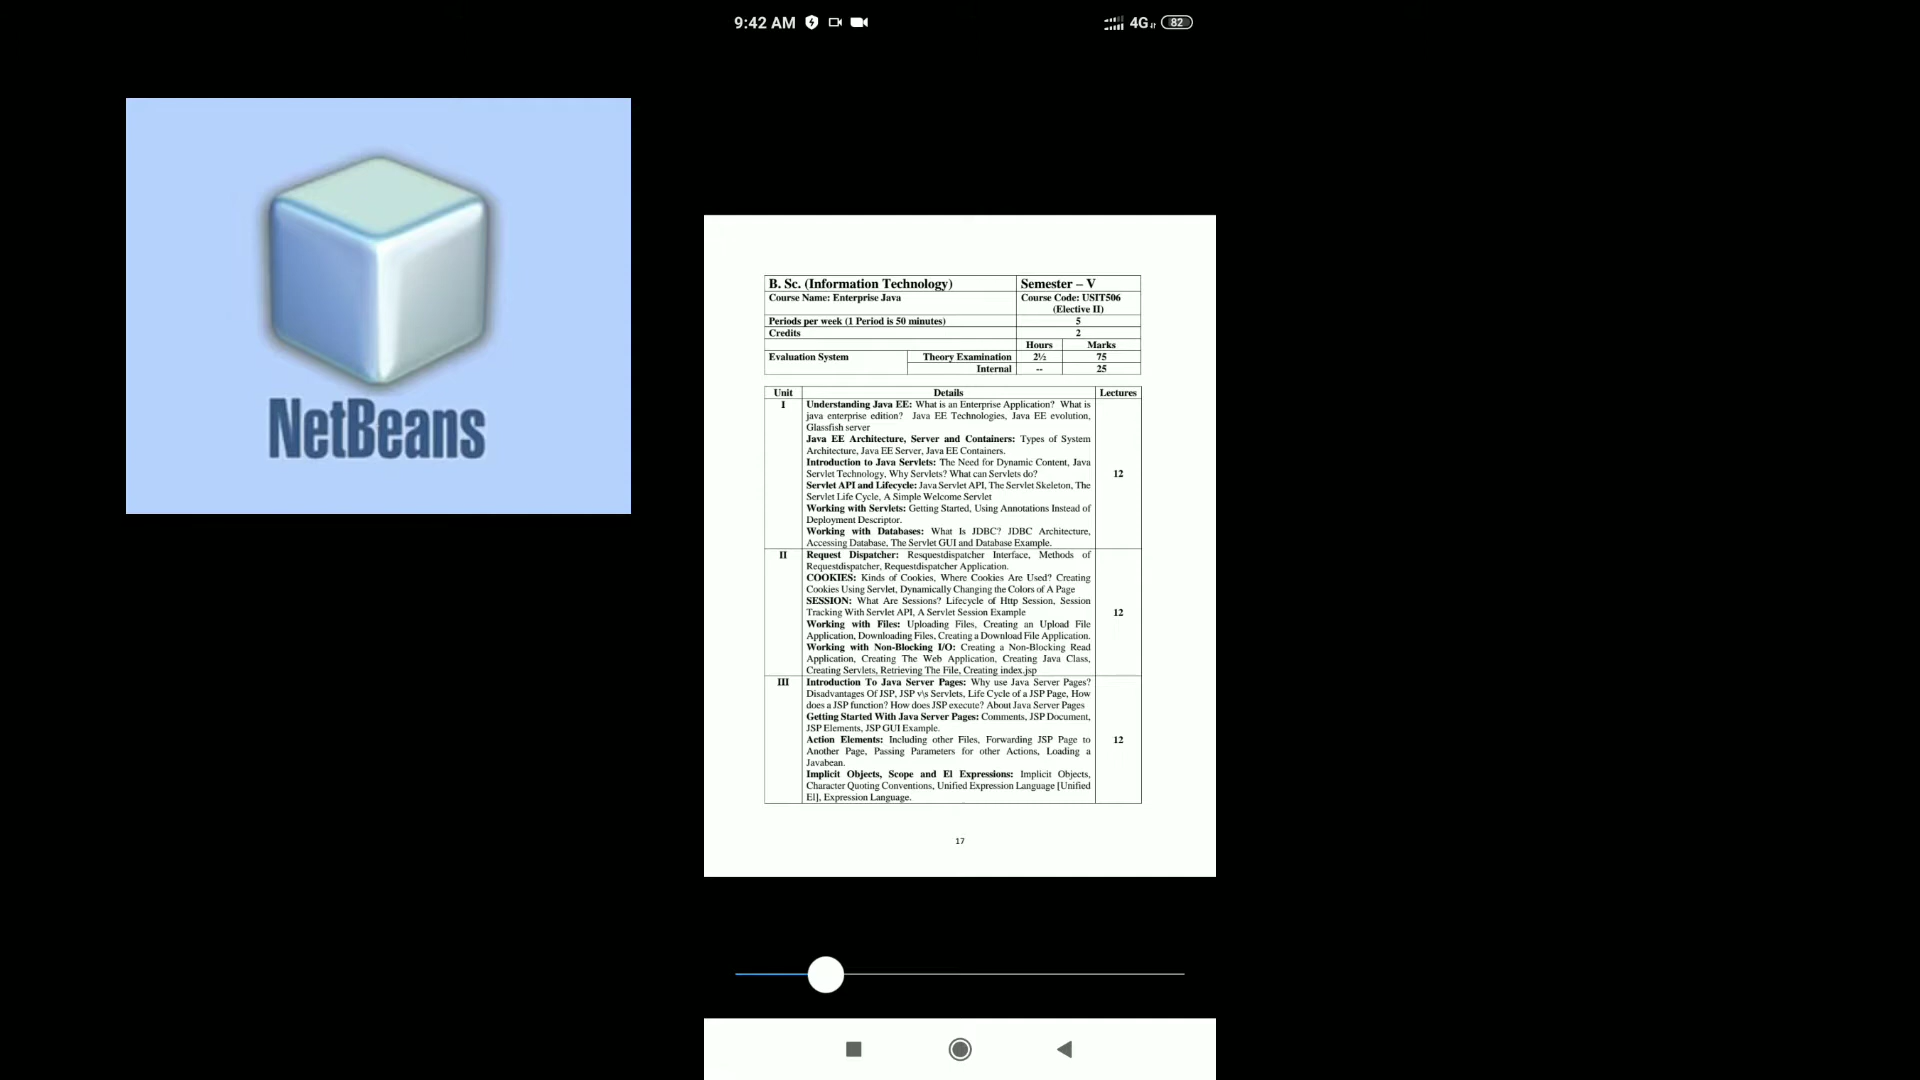 9:42 AM
4G
82
NetBeans
B. Sc. (Information Technology) Semester – V
Course Name: Enterprise Java Course Code: USIT506
(Elective II)
Periods per week (1 Period is 50 minutes) 5
Credits 2
Hours Marks
Evaluation System Theory Examination 2½ 75
Internal -- 25
Unit Details Lectures
I Understanding Java EE: What is an Enterprise Application? What is
java enterprise edition? Java EE Technologies, Java EE evolution,
Glassfish server
Java EE Architecture, Server and Containers: Types of System
Architecture, Java EE Server, Java EE Containers.
Introduction to Java Servlets: The Need for Dynamic Content, Java
Servlet Technology, Why Servlets? What can Servlets do?
12
Servlet API and Lifecycle: Java Servlet API, The Servlet Skeleton, The
Servlet Life Cycle, A Simple Welcome Servlet
Working with Servlets: Getting Started, Using Annotations Instead of
Deployment Descriptor.
Working with Databases: What Is JDBC? JDBC Architecture,
Accessing Database, The Servlet GUI and Database Example.
II Request Dispatcher: Resquestdispatcher Interface, Methods of
Requestdispatcher, Requestdispatcher Application.
COOKIES: Kinds of Cookies, Where Cookies Are Used? Creating
Cookies Using Servlet, Dynamically Changing the Colors of A Page
SESSION: What Are Sessions? Lifecycle of Http Session, Session
Tracking With Servlet API, A Servlet Session Example 12
Working with Files: Uploading Files, Creating an Upload File
Application, Downloading Files, Creating a Download File Application.
Working with Non-Blocking I/O: Creating a Non-Blocking Read
Application, Creating The Web Application, Creating Java Class,
Creating Servlets, Retrieving The File, Creating index.jsp
III Introduction To Java Server Pages: Why use Java Server Pages?
Disadvantages Of JSP, JSP v\s Servlets, Life Cycle of a JSP Page, How
does a JSP function? How does JSP execute? About Java Server Pages
Getting Started With Java Server Pages: Comments, JSP Document,
JSP Elements, JSP GUI Example.
Action Elements: Including other Files, Forwarding JSP Page to 12
Another Page, Passing Parameters for other Actions, Loading a
Javabean.
Implicit Objects, Scope and El Expressions: Implicit Objects,
Character Quoting Conventions, Unified Expression Language [Unified
El], Expression Language.
17